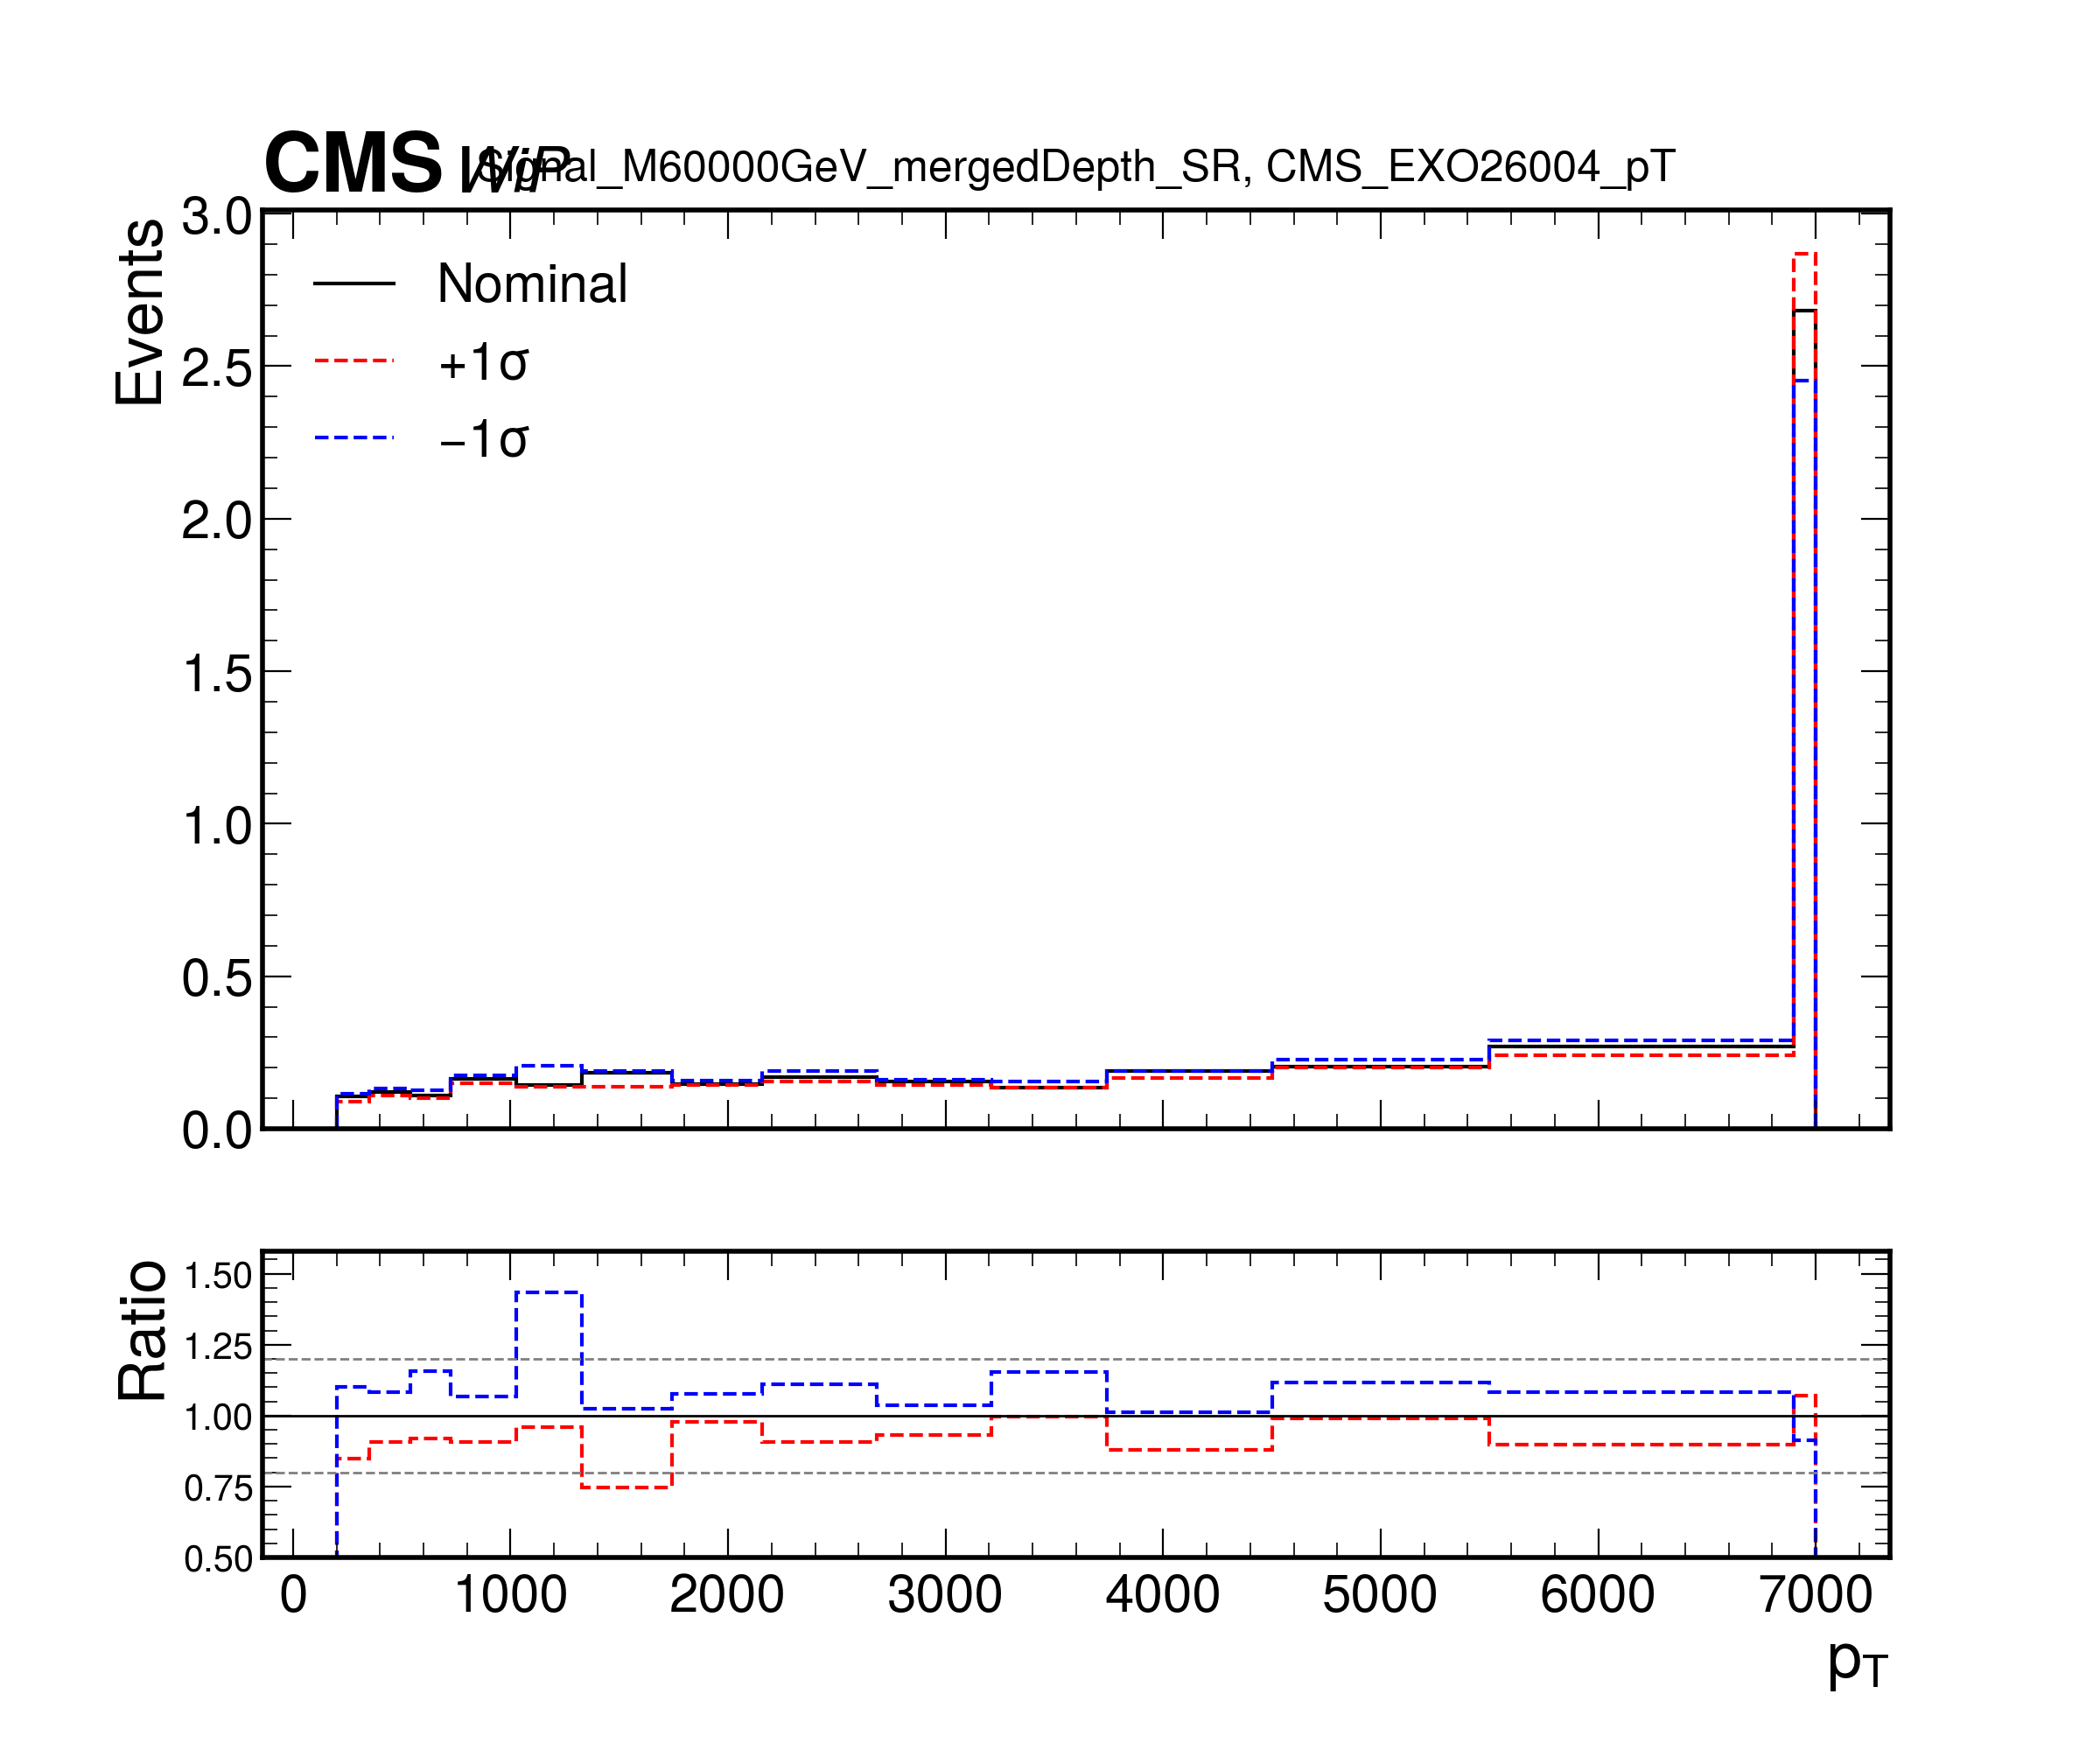 CMS WiP Signal_M60000GeV_mergedDepth_SR, CMS_EXO26004_pT
Events
3.0
2.5
2.0
1.5
1.0
0.5
0.0
Nominal
+1σ
−1σ
Ratio
1.50
1.25
1.00
0.75
0.50
0 1000 2000 3000 4000 5000 6000 7000
pT